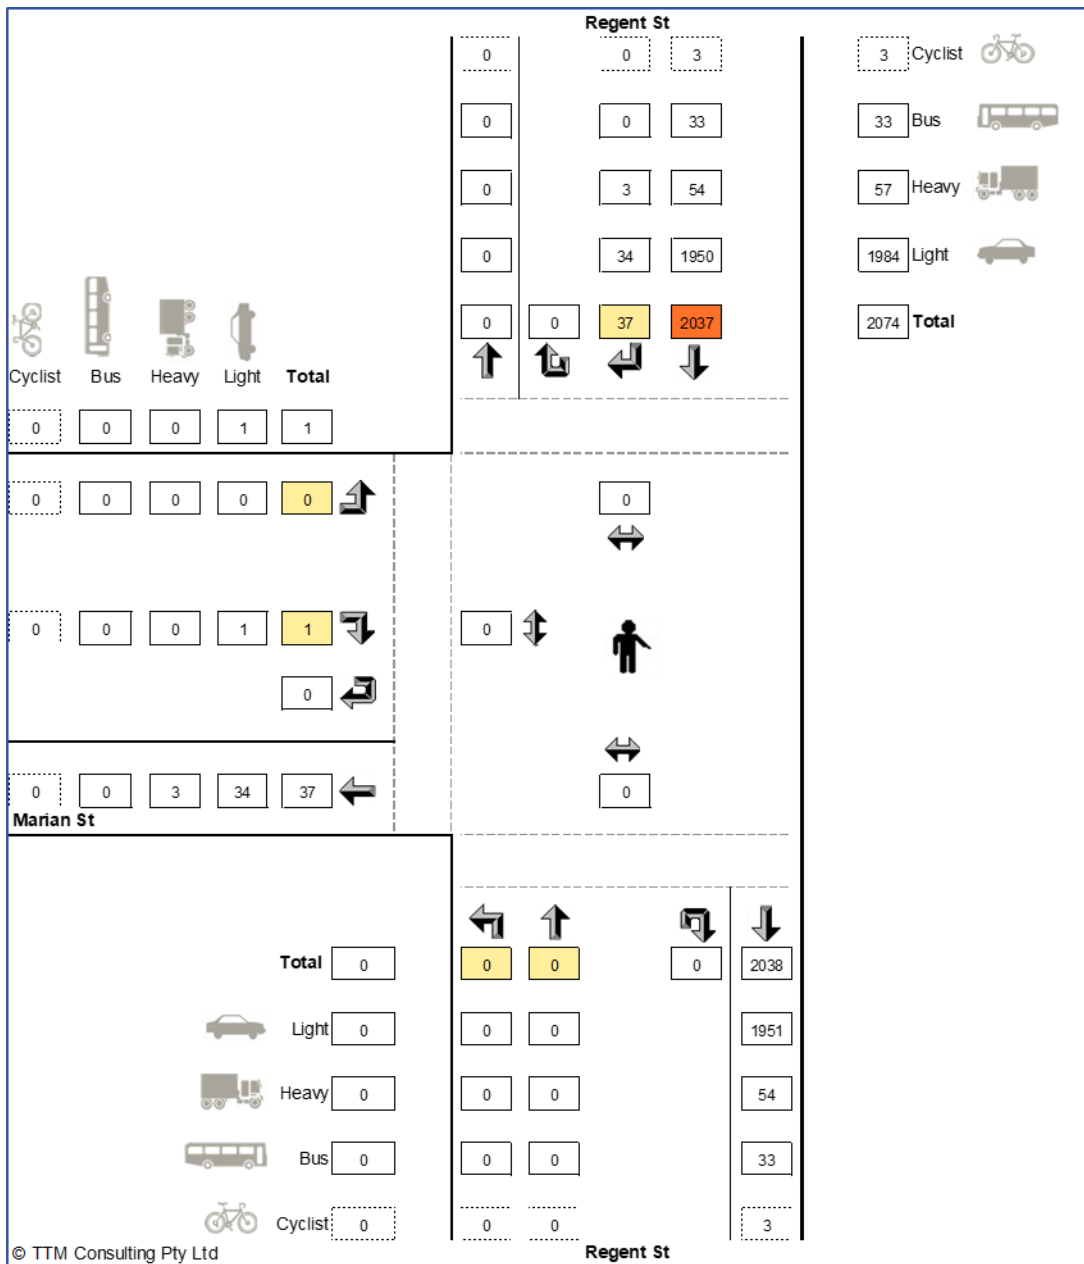 Regent St
0 0 3 3 Cyclist
0 0 33 33 Bus
0 3 54 57 Heavy
0 34 1950 1984 Light
0 0 37 2037 2074 Total
Cyclist Bus Heavy Light Total
0 0 0 1 1
0 0 0 0 0 0
0 0 0 1 1 0
0
0 0 3 34 37 0
Marian St
Total 0 0 0 0 2038
Light 0 0 0 1951
Heavy 0 0 0 54
Bus 0 0 0 33
Cyclist 0 0 0 3
© TTM Consulting Pty Ltd Regent St